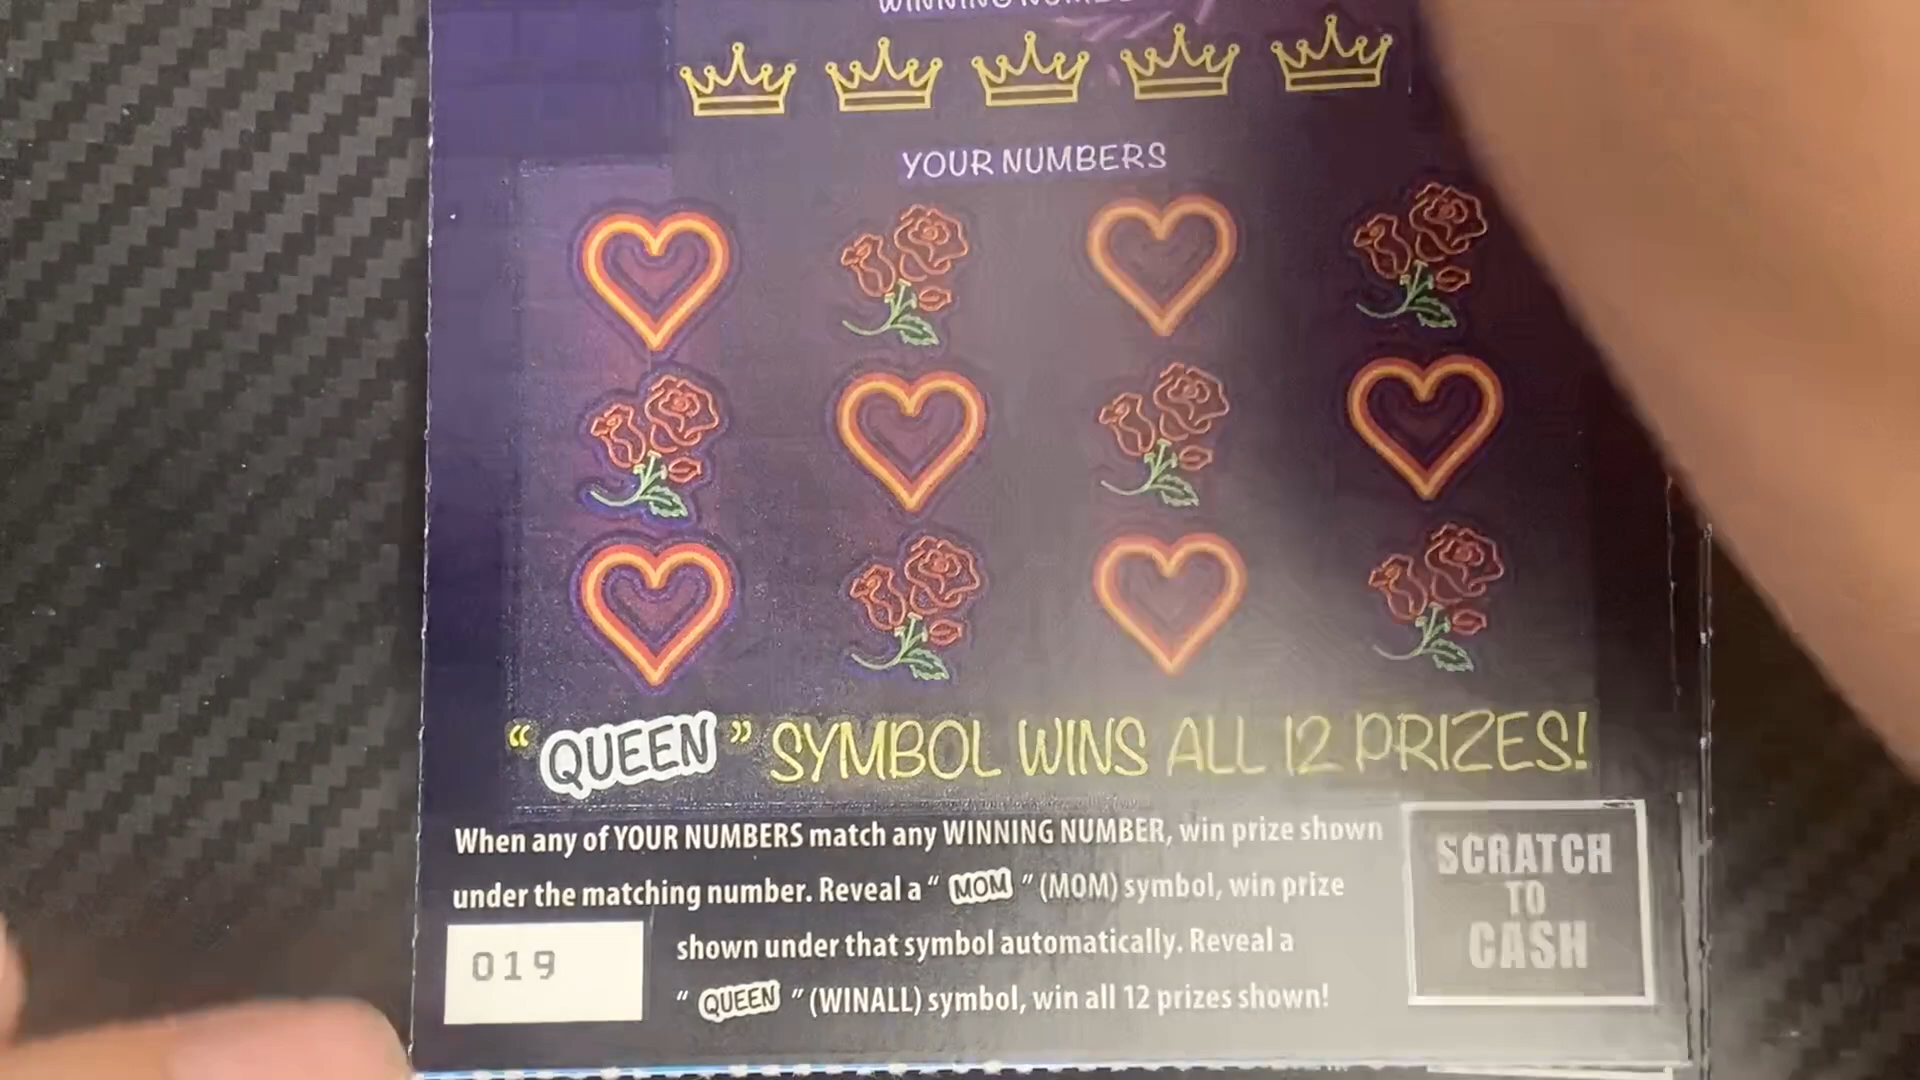 YOUR NUMBERS
"QUEEN" SYMBOL WINS ALL 12 PRIZES!
When any of YOUR NUMBERS match any WINNING NUMBER, win prize shown
under the matching number. Reveal a "MOM" (MOM) symbol, win prize
shown under that symbol automatically. Reveal a
"QUEEN" (WINALL) symbol, win all 12 prizes shown!
019
SCRATCH
TO
CASH